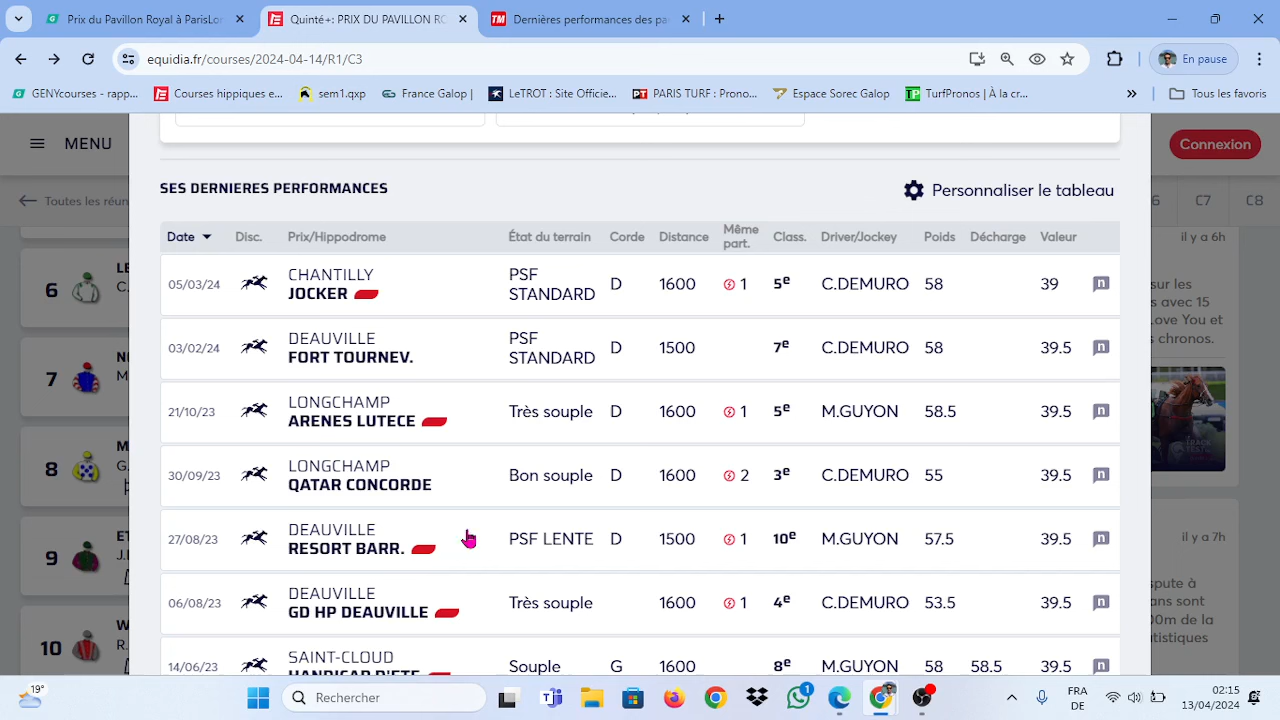 Prix du Pavillon Royal à ParisLor
Quinté+: PRIX DU PAVILLON RO
Dernières performances des pa
equidia.fr/courses/2024-04-14/R1/C3
En pause
GENYcourses - rapp...
Courses hippiques e...
sem1.qxp
France Galop |
LeTROT : Site Officie...
PARIS TURF : Prono...
Espace Sorec Galop
TurfPronos | À la cr...
Tous les favoris
MENU
Connexion
Toutes les réun
6 C7 C8
SES DERNIERES PERFORMANCES
Personnaliser le tableau
Date Disc. Prix/Hippodrome État du terrain Corde Distance Même part. Class. Driver/Jockey Poids Décharge Valeur
05/03/24 CHANTILLY JOCKER PSF STANDARD D 1600 1 5e C.DEMURO 58 39 n
03/02/24 DEAUVILLE FORT TOURNEV. PSF STANDARD D 1500 7e C.DEMURO 58 39.5 n
21/10/23 LONGCHAMP ARENES LUTECE Très souple D 1600 1 5e M.GUYON 58.5 39.5 n
30/09/23 LONGCHAMP QATAR CONCORDE Bon souple D 1600 2 3e C.DEMURO 55 39.5 n
27/08/23 DEAUVILLE RESORT BARR. PSF LENTE D 1500 1 10e M.GUYON 57.5 39.5 n
06/08/23 DEAUVILLE GD HP DEAUVILLE Très souple 1600 1 4e C.DEMURO 53.5 39.5 n
14/06/23 SAINT-CLOUD HANDICAP D'ETE Souple G 1600 8e M.GUYON 58 58.5 39.5 n
6 LE
C.
7 NO
M
8 M
G.
9 ET
J.I
10 W
R.
il y a 6h
sur les
s avec 15
Love You et
s chronos.
il y a 7h
spute à
ans sont
00m de la
atistiques
19°
Rechercher
1
FRA
DE
02:15
13/04/2024